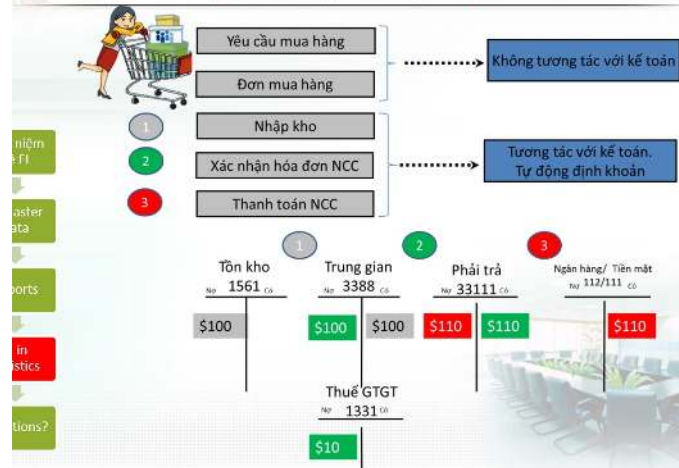 Yêu cầu mua hàng
Đơn mua hàng
Không tương tác với kế toán
1 Nhập kho
2 Xác nhận hóa đơn NCC
3 Thanh toán NCC
Tương tác với kế toán.
Tự động định khoản
niệm
FI
aster
ata
orts
in
istics
tions?
1 2 3
Tồn kho
Nợ 1561 Có
$100
Trung gian
Nợ 3388 Có
$100 $100
Phải trả
Nợ 33111 Có
$110 $110
Ngân hàng/ Tiền mặt
Nợ 112/111 Có
$110
Thuế GTGT
Nợ 1331 Có
$10